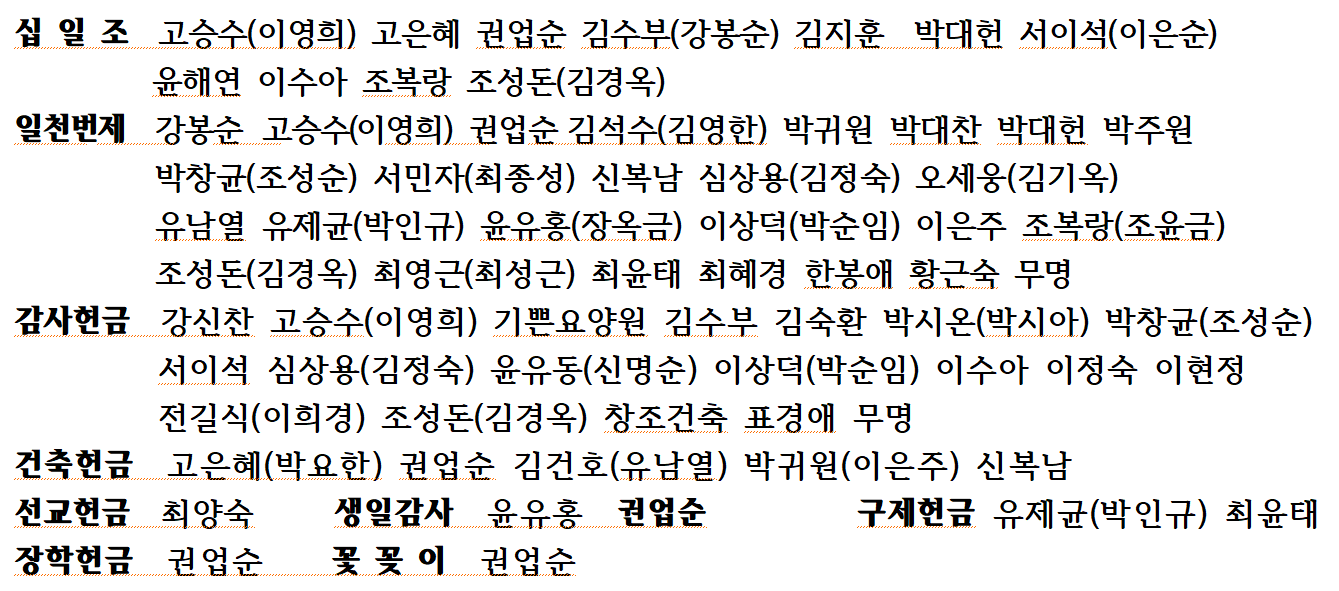 십 일 조 고승수(이영희) 고은혜 권업순 김수부(강봉순) 김지훈 박대헌 서이석(이은순)
윤해연 이수아 조복랑 조성돈(김경옥)
일천번제 강봉순 고승수(이영희) 권업순 김석수(김영한) 박귀원 박대찬 박대헌 박주원
박창균(조성순) 서민자(최종성) 신복남 심상용(김정숙) 오세웅(김기옥)
유남열 유제균(박인규) 윤유홍(장옥금) 이상덕(박순임) 이은주 조복랑(조윤금)
조성돈(김경옥) 최영근(최성근) 최윤태 최혜경 한봉애 황근숙 무명
감사헌금 강신찬 고승수(이영희) 기쁜요양원 김수부 김숙환 박시온(박시아) 박창균(조성순)
서이석 심상용(김정숙) 윤유동(신명순) 이상덕(박순임) 이수아 이정숙 이현정
전길식(이희경) 조성돈(김경옥) 창조건축 표경애 무명
건축헌금 고은혜(박요한) 권업순 김건호(유남열) 박귀원(이은주) 신복남
선교헌금 최양숙 생일감사 윤유홍 권업순 구제헌금 유제균(박인규) 최윤태
장학헌금 권업순 꽃 꽂 이 권업순